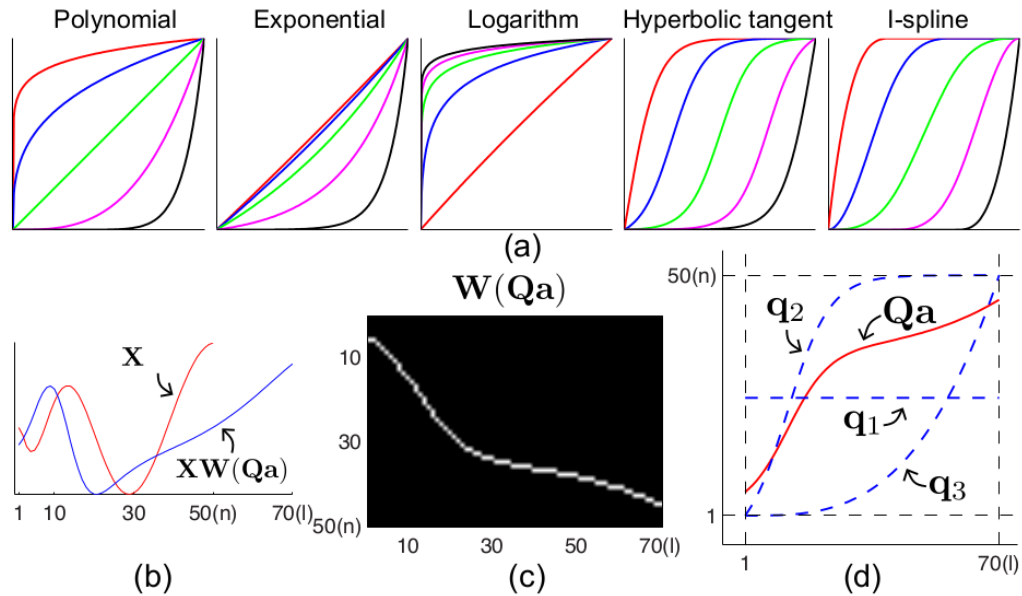 Polynomial Exponential Logarithm Hyperbolic tangent I-spline
(a)
X
XW(Qa)
1 10 30 50(n) 70(l)
(b)
W(Qa)
10
30
50(n)
10 30 50 70(l)
(c)
50(n)
q2 Qa
q1
q3
1
1 70(l)
(d)